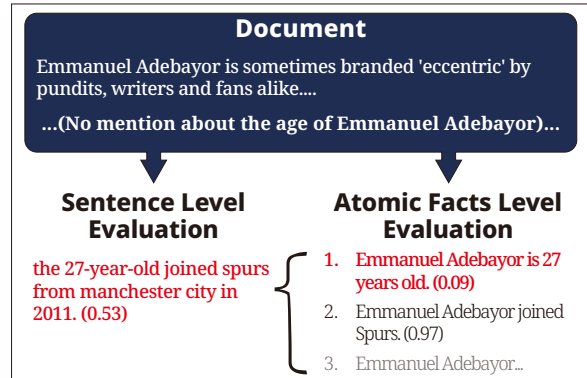 Document
Emmanuel Adebayor is sometimes branded 'eccentric' by
pundits, writers and fans alike....
...(No mention about the age of Emmanuel Adebayor)...
Sentence Level
Evaluation
the 27-year-old joined spurs
from manchester city in
2011. (0.53)
Atomic Facts Level
Evaluation
1. Emmanuel Adebayor is 27
years old. (0.09)
2. Emmanuel Adebayor joined
Spurs. (0.97)
3. Emmanuel Adebayor...